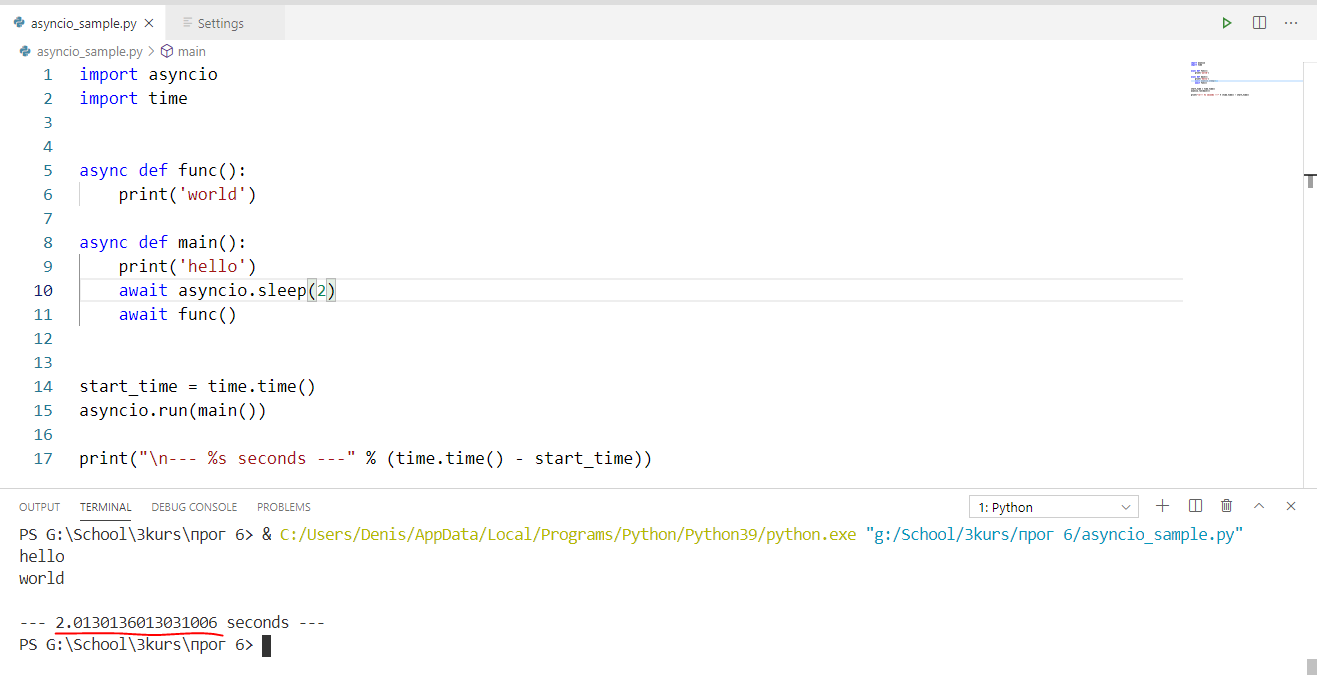 asyncio_sample.py
Settings
asyncio_sample.py > main
1 import asyncio
2 import time
3
4
5 async def func():
6     print('world')
7
8 async def main():
9     print('hello')
10     await asyncio.sleep(2)
11     await func()
12
13
14 start_time = time.time()
15 asyncio.run(main())
16
17 print("\n--- %s seconds ---" % (time.time() - start_time))
OUTPUT TERMINAL DEBUG CONSOLE PROBLEMS 1: Python
PS G:\School\3kurs\прог 6> & C:/Users/Denis/AppData/Local/Programs/Python/Python39/python.exe "g:/School/3kurs/прог 6/asyncio_sample.py"
hello
world
--- 2.0130136013031006 seconds ---
PS G:\School\3kurs\прог 6>